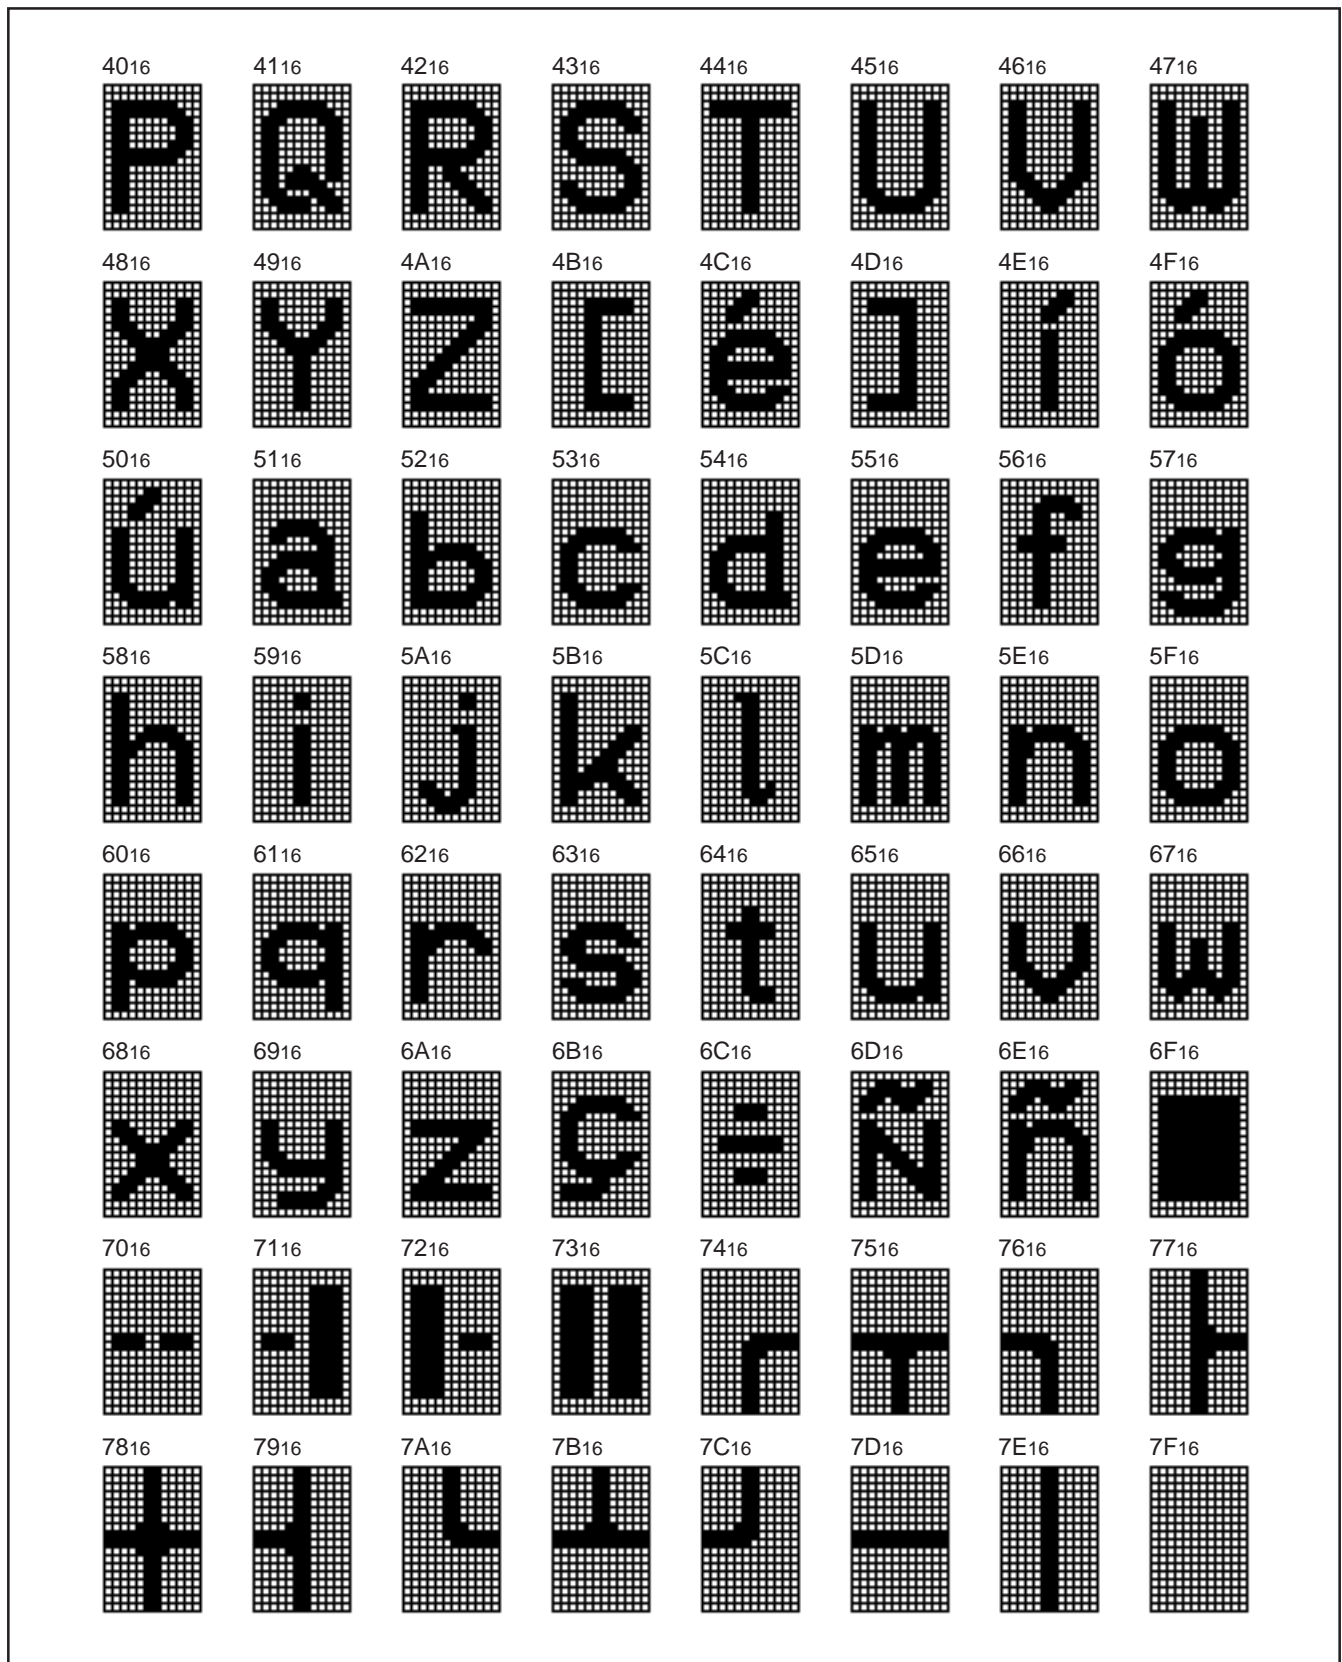 40₁₆ 41₁₆ 42₁₆ 43₁₆ 44₁₆ 45₁₆ 46₁₆ 47₁₆
P Q R S T U V W
48₁₆ 49₁₆ 4A₁₆ 4B₁₆ 4C₁₆ 4D₁₆ 4E₁₆ 4F₁₆
X Y Z [ é ] í ó
50₁₆ 51₁₆ 52₁₆ 53₁₆ 54₁₆ 55₁₆ 56₁₆ 57₁₆
ú a b c d e f g
58₁₆ 59₁₆ 5A₁₆ 5B₁₆ 5C₁₆ 5D₁₆ 5E₁₆ 5F₁₆
h i j k l m n o
60₁₆ 61₁₆ 62₁₆ 63₁₆ 64₁₆ 65₁₆ 66₁₆ 67₁₆
p q r s t u v w
68₁₆ 69₁₆ 6A₁₆ 6B₁₆ 6C₁₆ 6D₁₆ 6E₁₆ 6F₁₆
x y z ç ÷ Ñ ñ ■
70₁₆ 71₁₆ 72₁₆ 73₁₆ 74₁₆ 75₁₆ 76₁₆ 77₁₆
┌ ┬ ┐ ├
78₁₆ 79₁₆ 7A₁₆ 7B₁₆ 7C₁₆ 7D₁₆ 7E₁₆ 7F₁₆
┼ ┤ └ ┴ ┘ ─ │